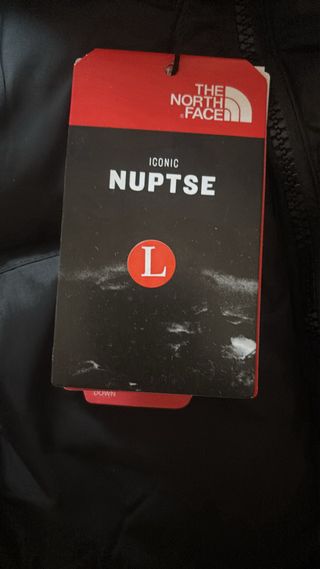 THE
NORTH
FACE
ICONIC
NUPTSE
L
DOWN